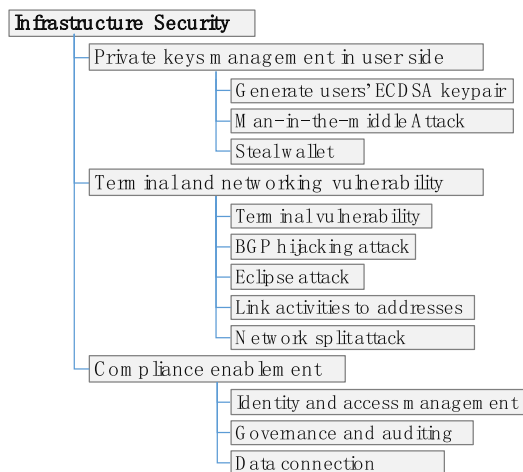 Infrastructure Security
Private keys management in user side
Generate users' ECDSA keypair
Man-in-the-middle Attack
Steal wallet
Terminal and networking vulnerability
Terminal vulnerability
BGP hijacking attack
Eclipse attack
Link activities to addresses
Network split attack
Compliance enablement
Identity and access management
Governance and auditing
Data connection